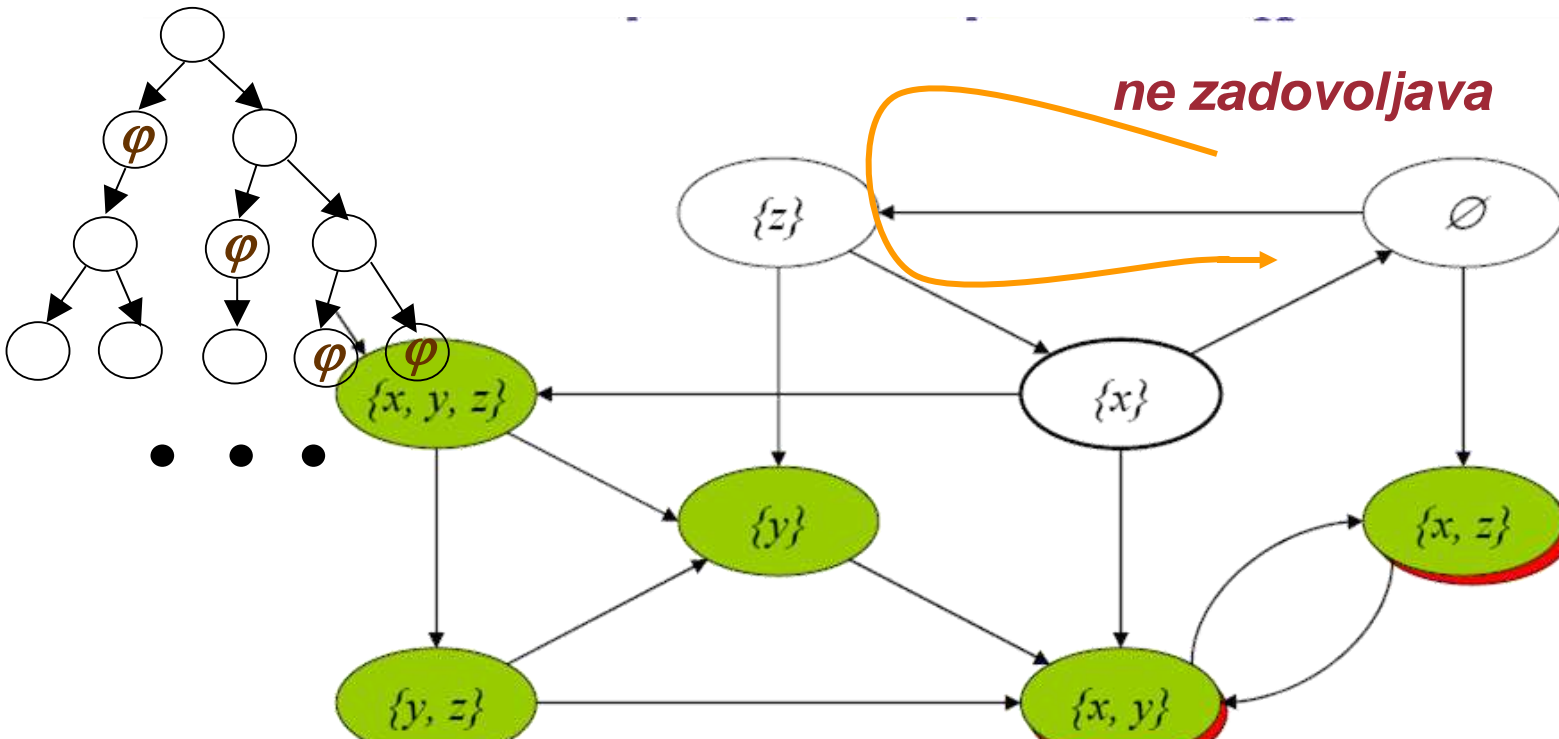 ne zadovoljava
φ
{z}
∅
φ
φ
φ
{x, y, z}
{x}
{y}
{x, z}
{y, z}
{x, y}